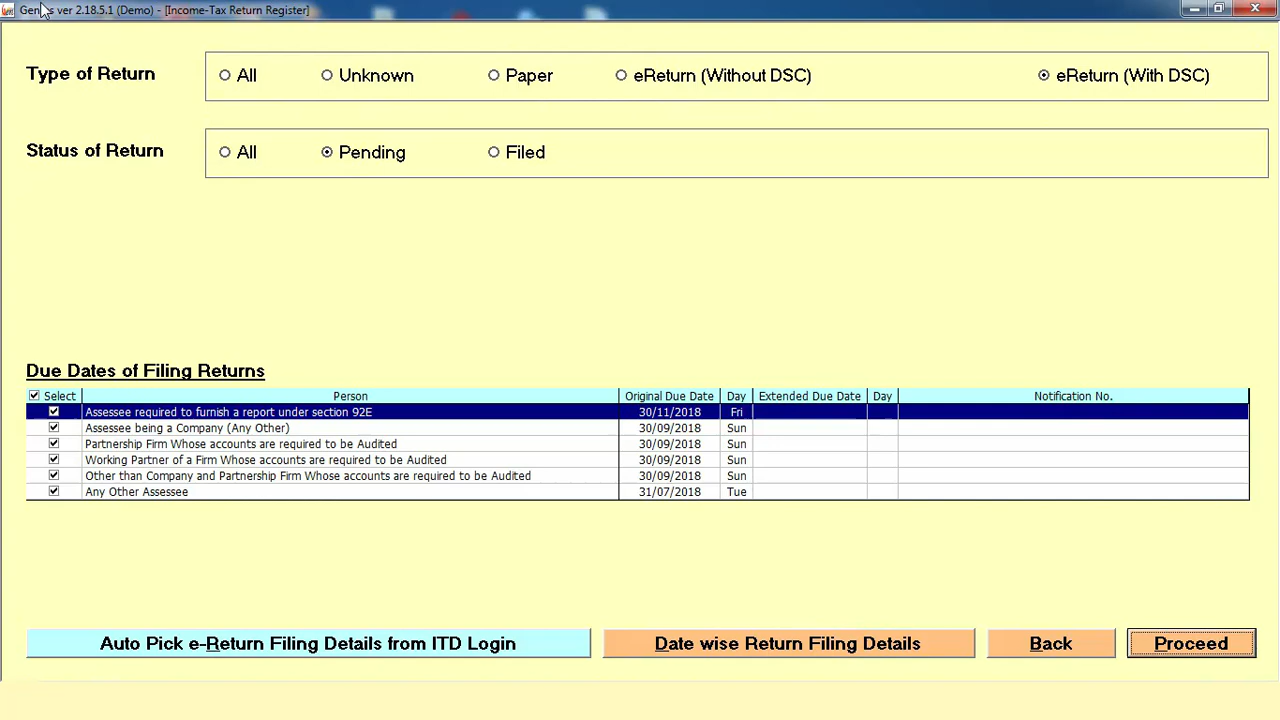 ver 2.18.5.1 (Demo) - [Income-Tax Return Register]
Type of Return All Unknown Paper eReturn (Without DSC) eReturn (With DSC)
Status of Return All Pending Filed
Due Dates of Filing Returns
Select Person Original Due Date Day Extended Due Date Day Notification No.
Assessee required to furnish a report under section 92E 30/11/2018 Fri
Assessee being a Company (Any Other) 30/09/2018 Sun
Partnership Firm Whose accounts are required to be Audited 30/09/2018 Sun
Working Partner of a Firm Whose accounts are required to be Audited 30/09/2018 Sun
Other than Company and Partnership Firm Whose accounts are required to be Audited 30/09/2018 Sun
Any Other Assessee 31/07/2018 Tue
Auto Pick e-Return Filing Details from ITD Login Date wise Return Filing Details Back Proceed